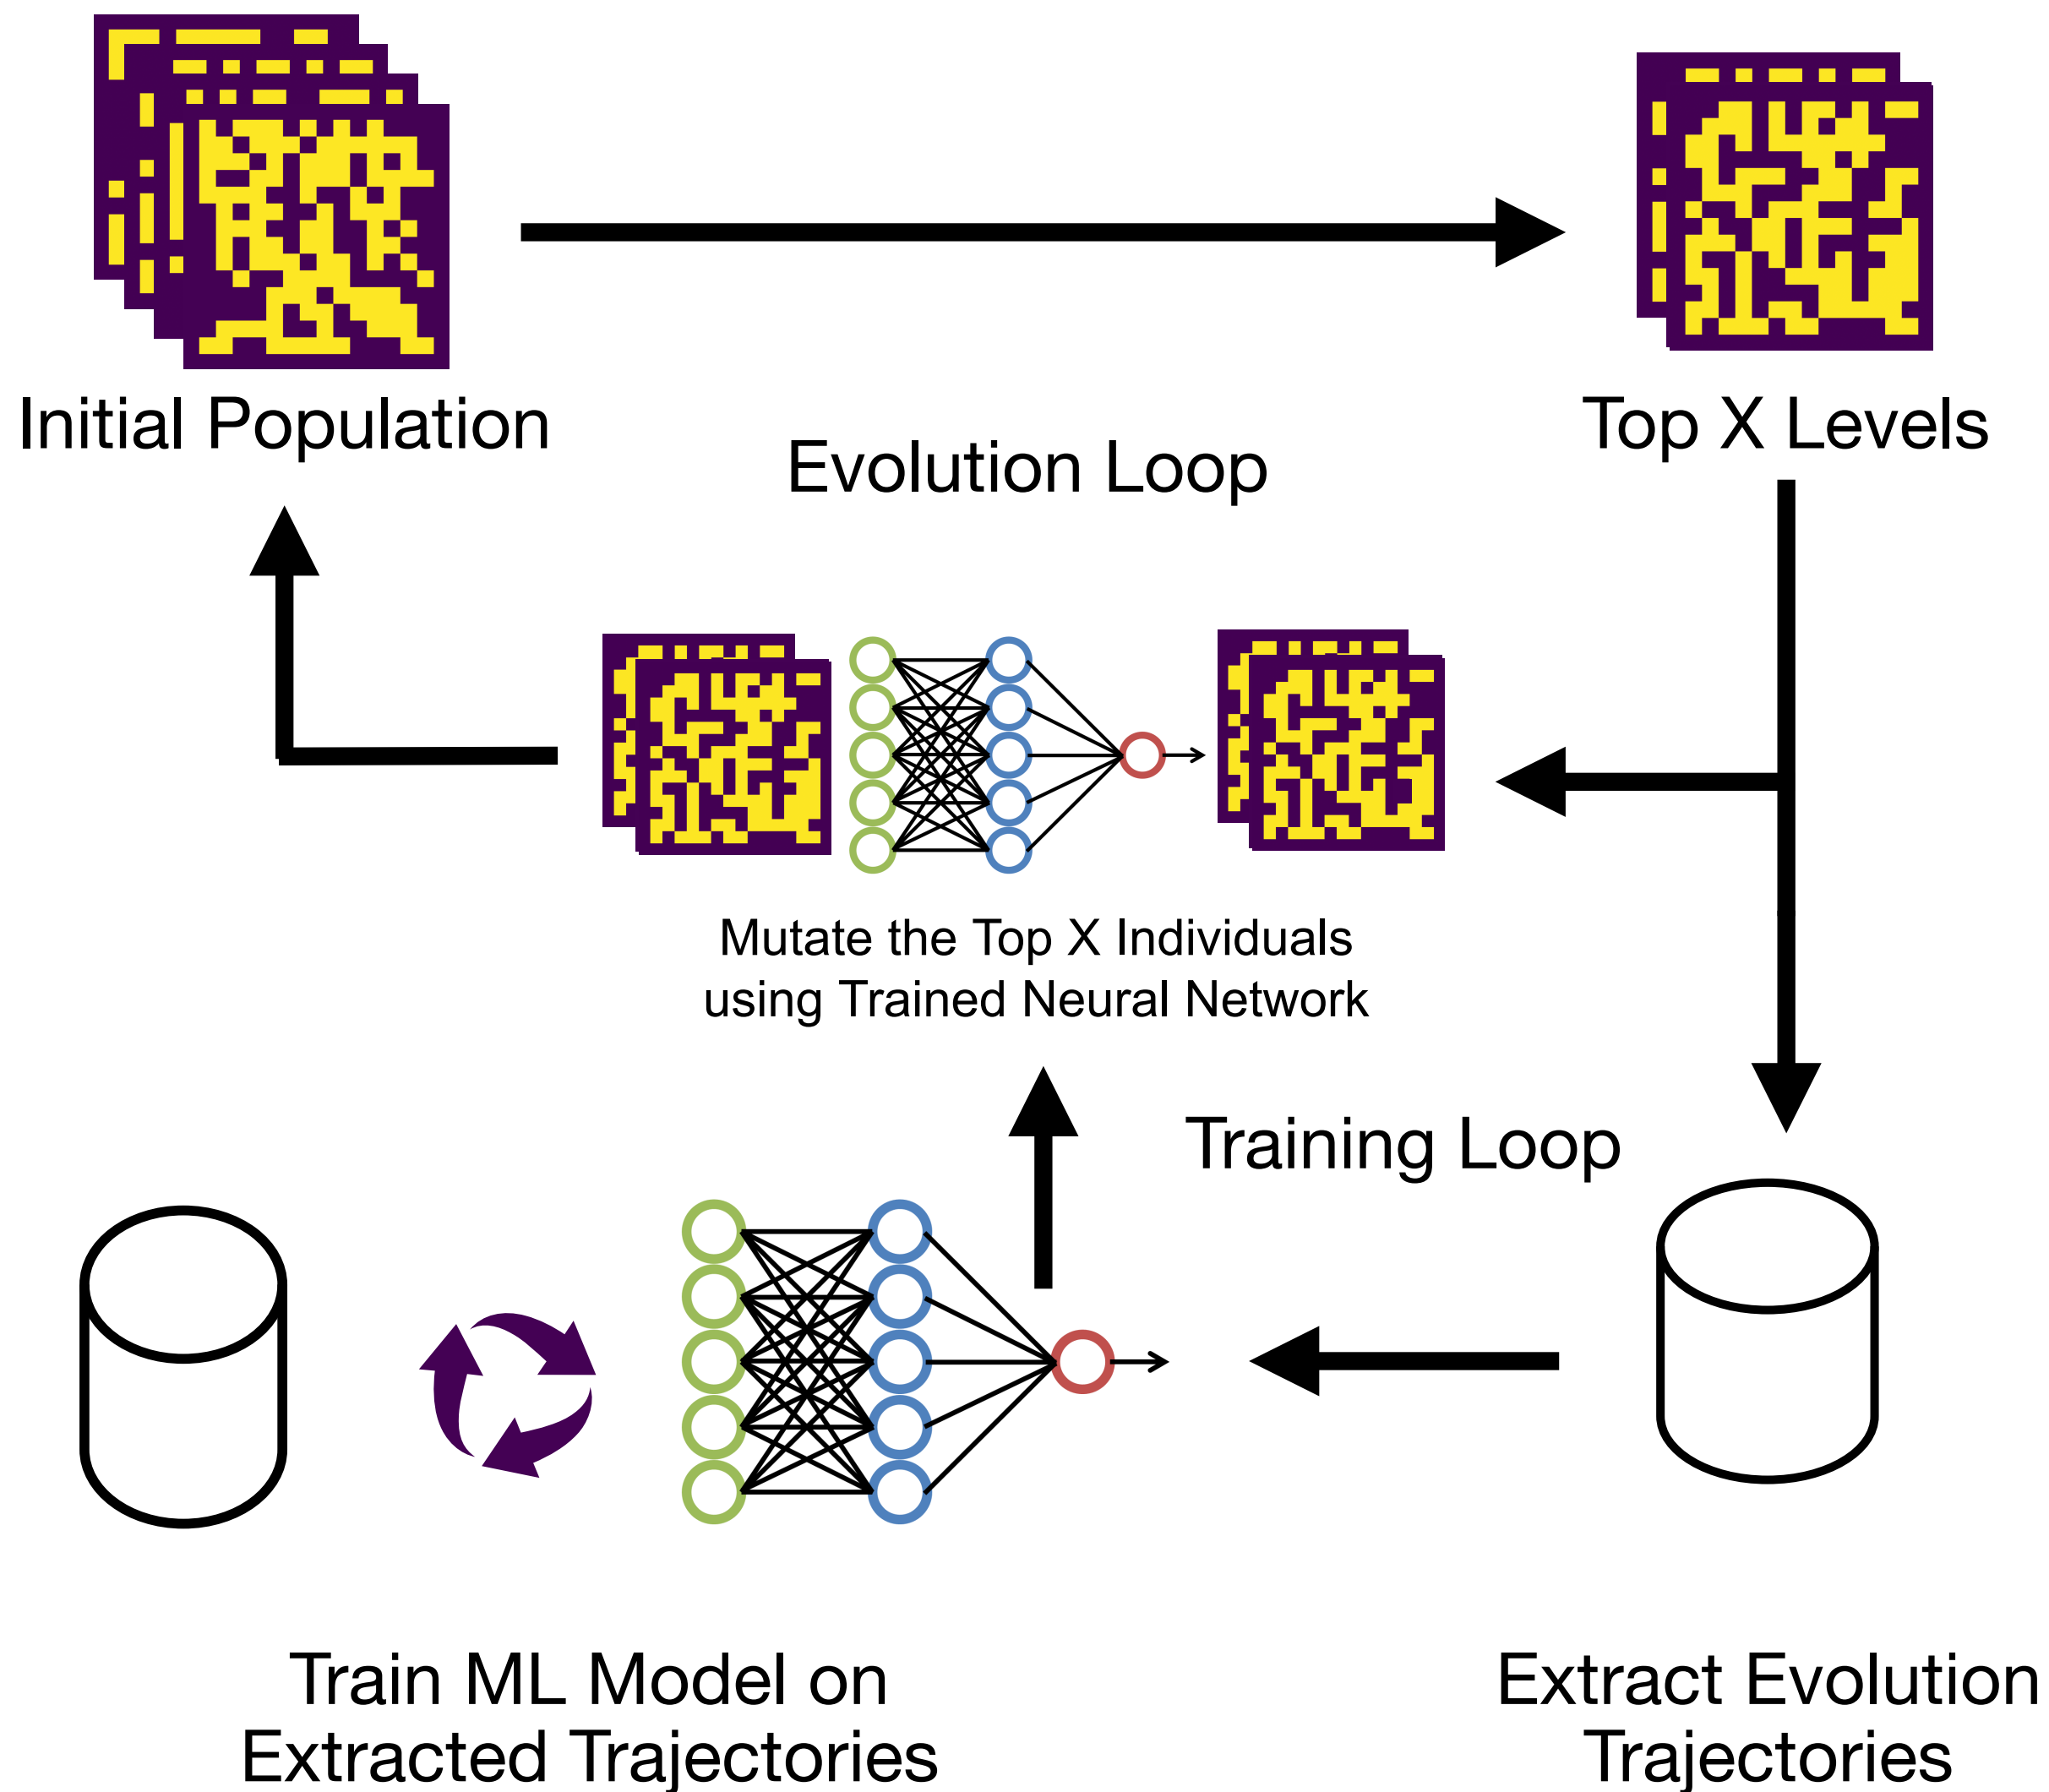 Initial Population
Top X Levels
Evolution Loop
Mutate the Top X Individuals
using Trained Neural Network
Training Loop
Train ML Model on
Extracted Trajectories
Extract Evolution
Trajectories